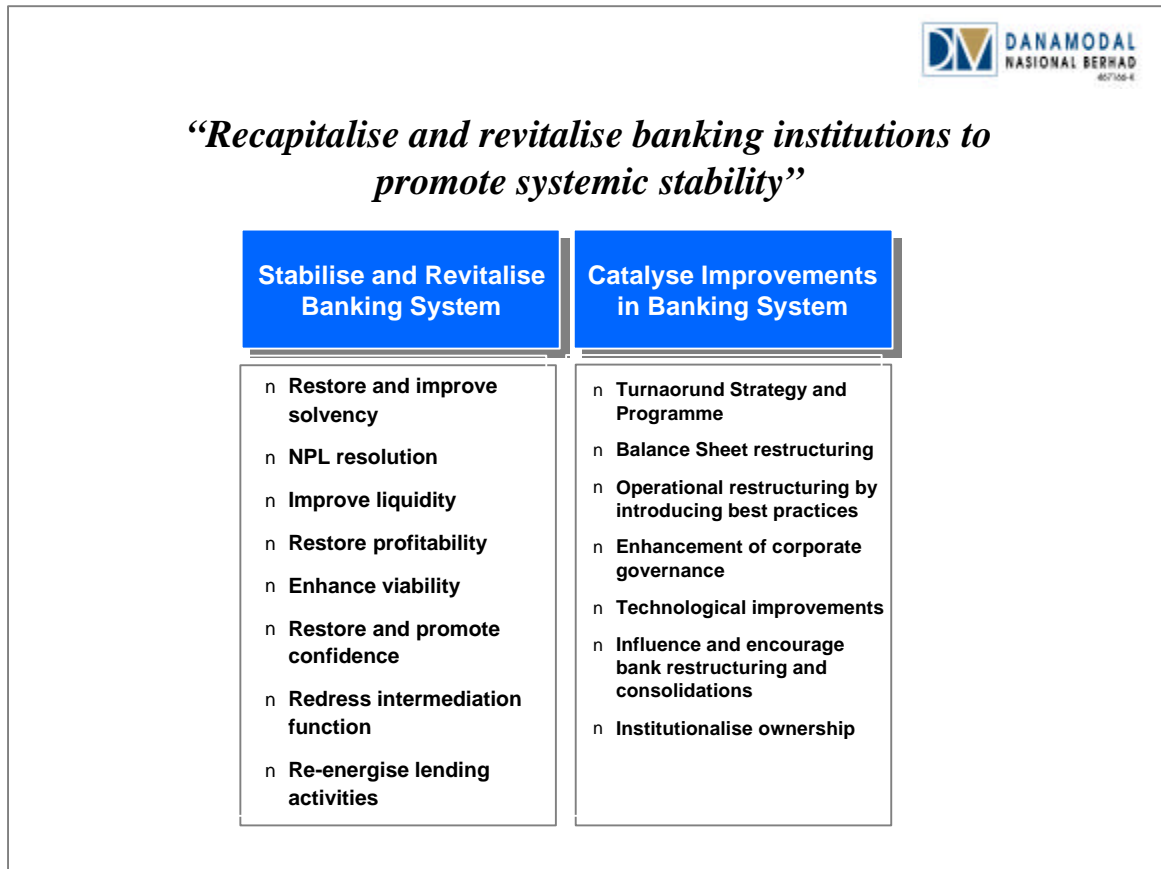 DANAMODAL
NASIONAL BERHAD
467166-K
“Recapitalise and revitalise banking institutions to
promote systemic stability”
Stabilise and Revitalise
Banking System
n Restore and improve
solvency
n NPL resolution
n Improve liquidity
n Restore profitability
n Enhance viability
n Restore and promote
confidence
n Redress intermediation
function
n Re-energise lending
activities
Catalyse Improvements
in Banking System
n Turnaorund Strategy and
Programme
n Balance Sheet restructuring
n Operational restructuring by
introducing best practices
n Enhancement of corporate
governance
n Technological improvements
n Influence and encourage
bank restructuring and
consolidations
n Institutionalise ownership